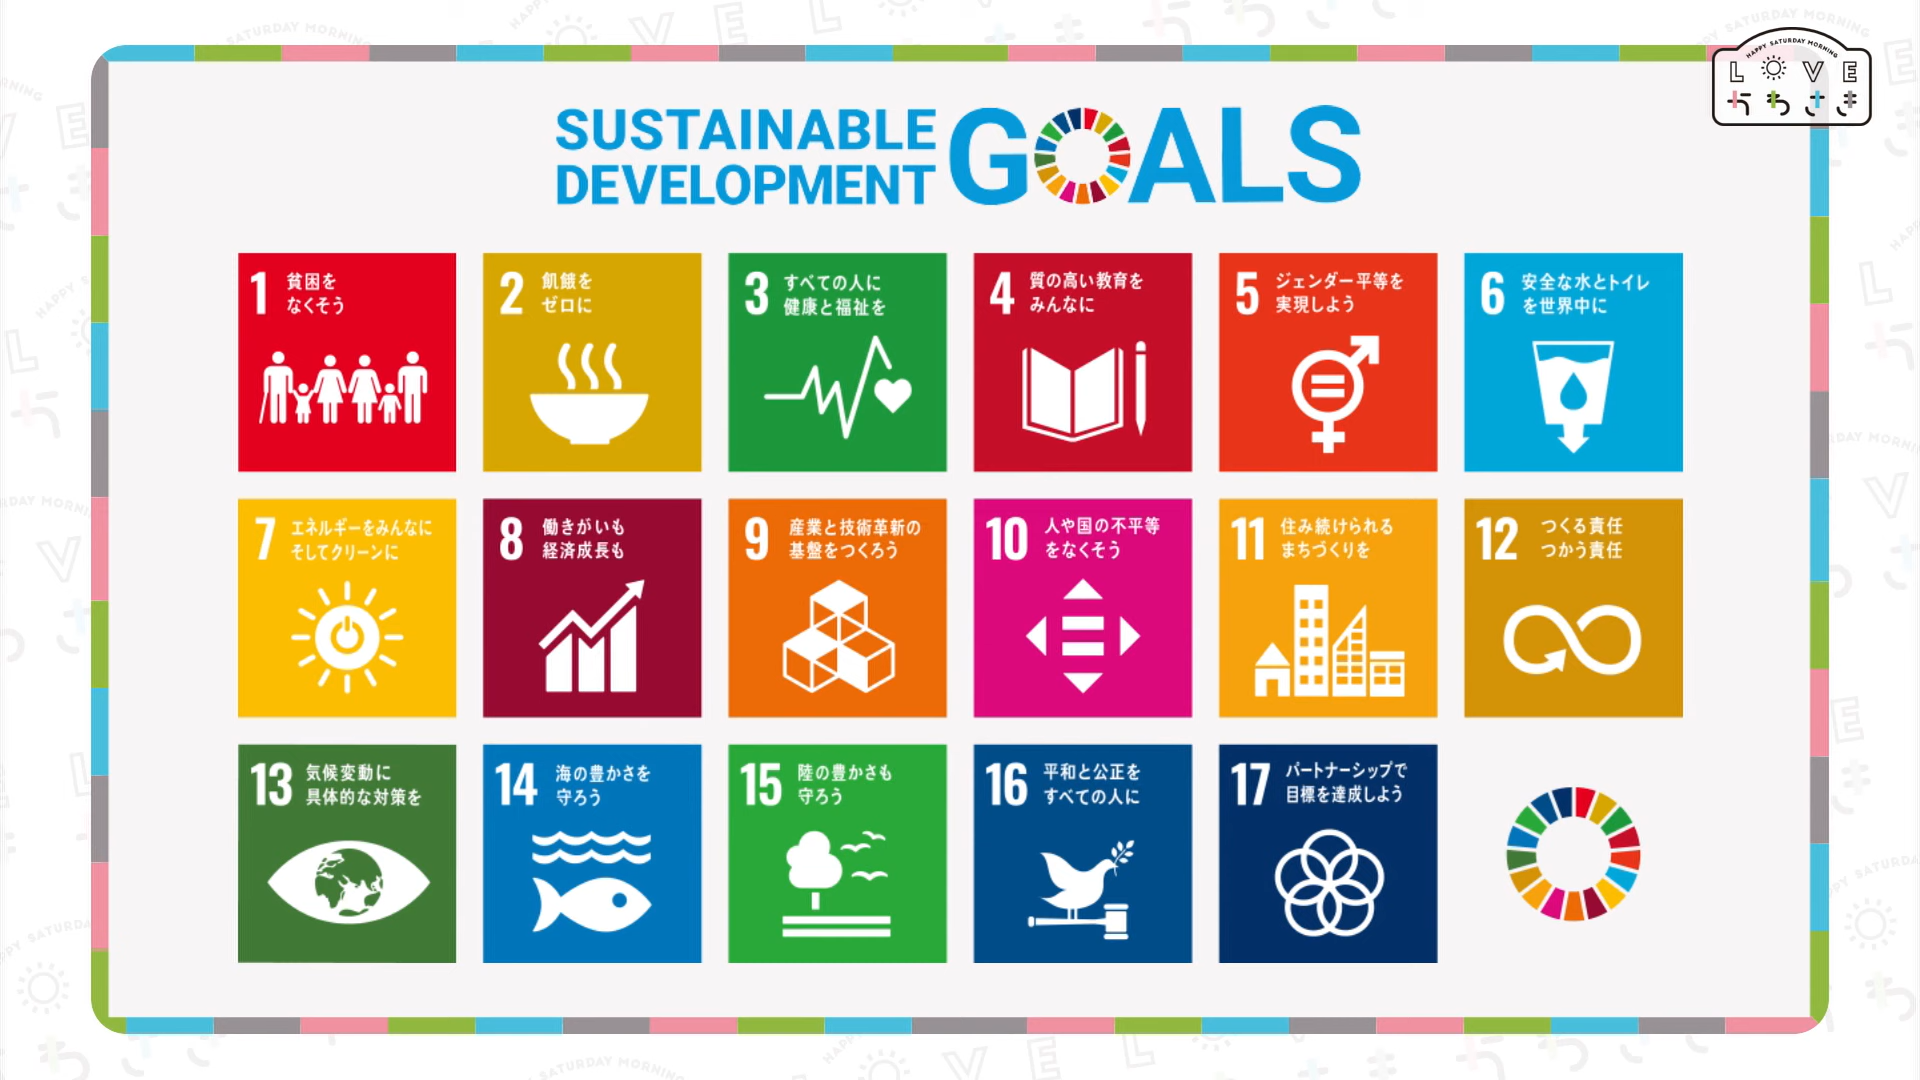 HAPPY SATURDAY MORNING
LOVE
かわさき
SUSTAINABLE
DEVELOPMENT
GOALS
1 貧困を
なくそう
2 飢餓を
ゼロに
3 すべての人に
健康と福祉を
4 質の高い教育を
みんなに
5 ジェンダー平等を
実現しよう
6 安全な水とトイレ
を世界中に
7 エネルギーをみんなに
そしてクリーンに
8 働きがいも
経済成長も
9 産業と技術革新の
基盤をつくろう
10 人や国の不平等
をなくそう
11 住み続けられる
まちづくりを
12 つくる責任
つかう責任
13 気候変動に
具体的な対策を
14 海の豊かさを
守ろう
15 陸の豊かさも
守ろう
16 平和と公正を
すべての人に
17 パートナーシップで
目標を達成しよう